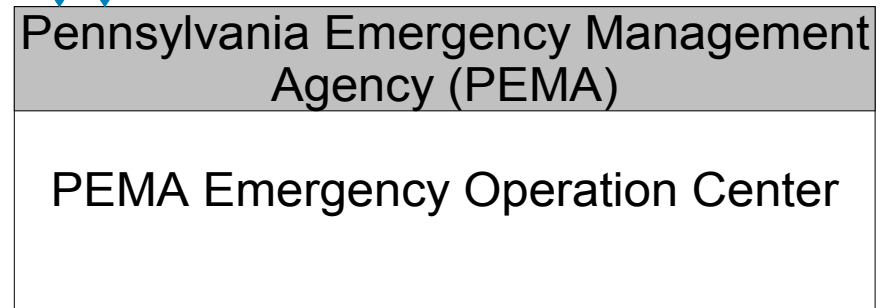 Pennsylvania Emergency Management
Agency (PEMA)
PEMA Emergency Operation Center